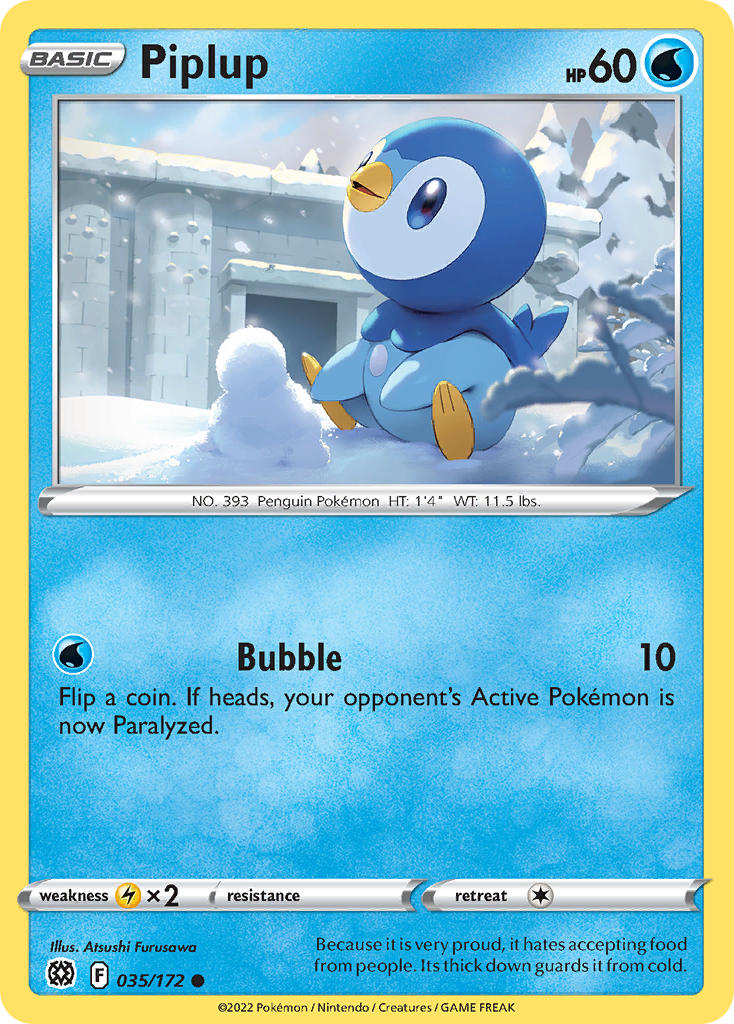 BASIC Piplup HP60
NO. 393 Penguin Pokémon HT: 1'4" WT: 11.5 lbs.
Bubble 10
Flip a coin. If heads, your opponent's Active Pokémon is
now Paralyzed.
weakness ×2 resistance retreat
Illus. Atsushi Furusawa
Because it is very proud, it hates accepting food
from people. Its thick down guards it from cold.
F 035/172
©2022 Pokémon / Nintendo / Creatures / GAME FREAK